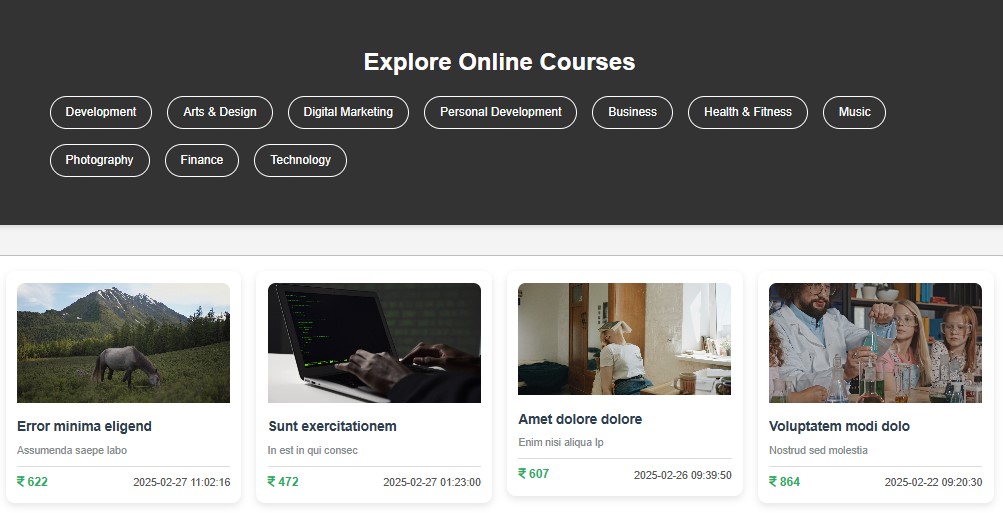 Explore Online Courses
Development Arts & Design Digital Marketing Personal Development Business Health & Fitness Music
Photography Finance Technology
Error minima eligend
Assumenda saepe labo
₹ 622 2025-02-27 11:02:16
Sunt exercitationem
In est in qui consec
₹ 472 2025-02-27 01:23:00
Amet dolore dolore
Enim nisi aliqua Ip
₹ 607 2025-02-26 09:39:50
Voluptatem modi dolo
Nostrud sed molestia
₹ 864 2025-02-22 09:20:30